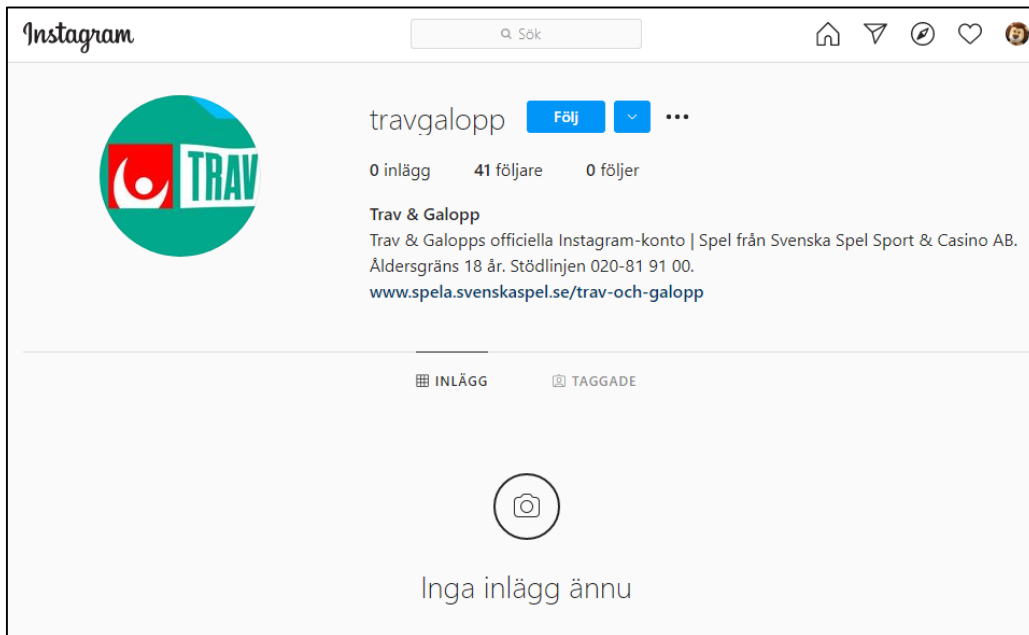 Instagram
Sök
TRAV
travgalopp Följ
0 inlägg 41 följare 0 följer
Trav & Galopp
Trav & Galopps officiella Instagram-konto | Spel från Svenska Spel Sport & Casino AB.
Åldersgräns 18 år. Stödlinjen 020-81 91 00.
www.spela.svenskaspel.se/trav-och-galopp
INLÄGG TAGGADE
Inga inlägg ännu